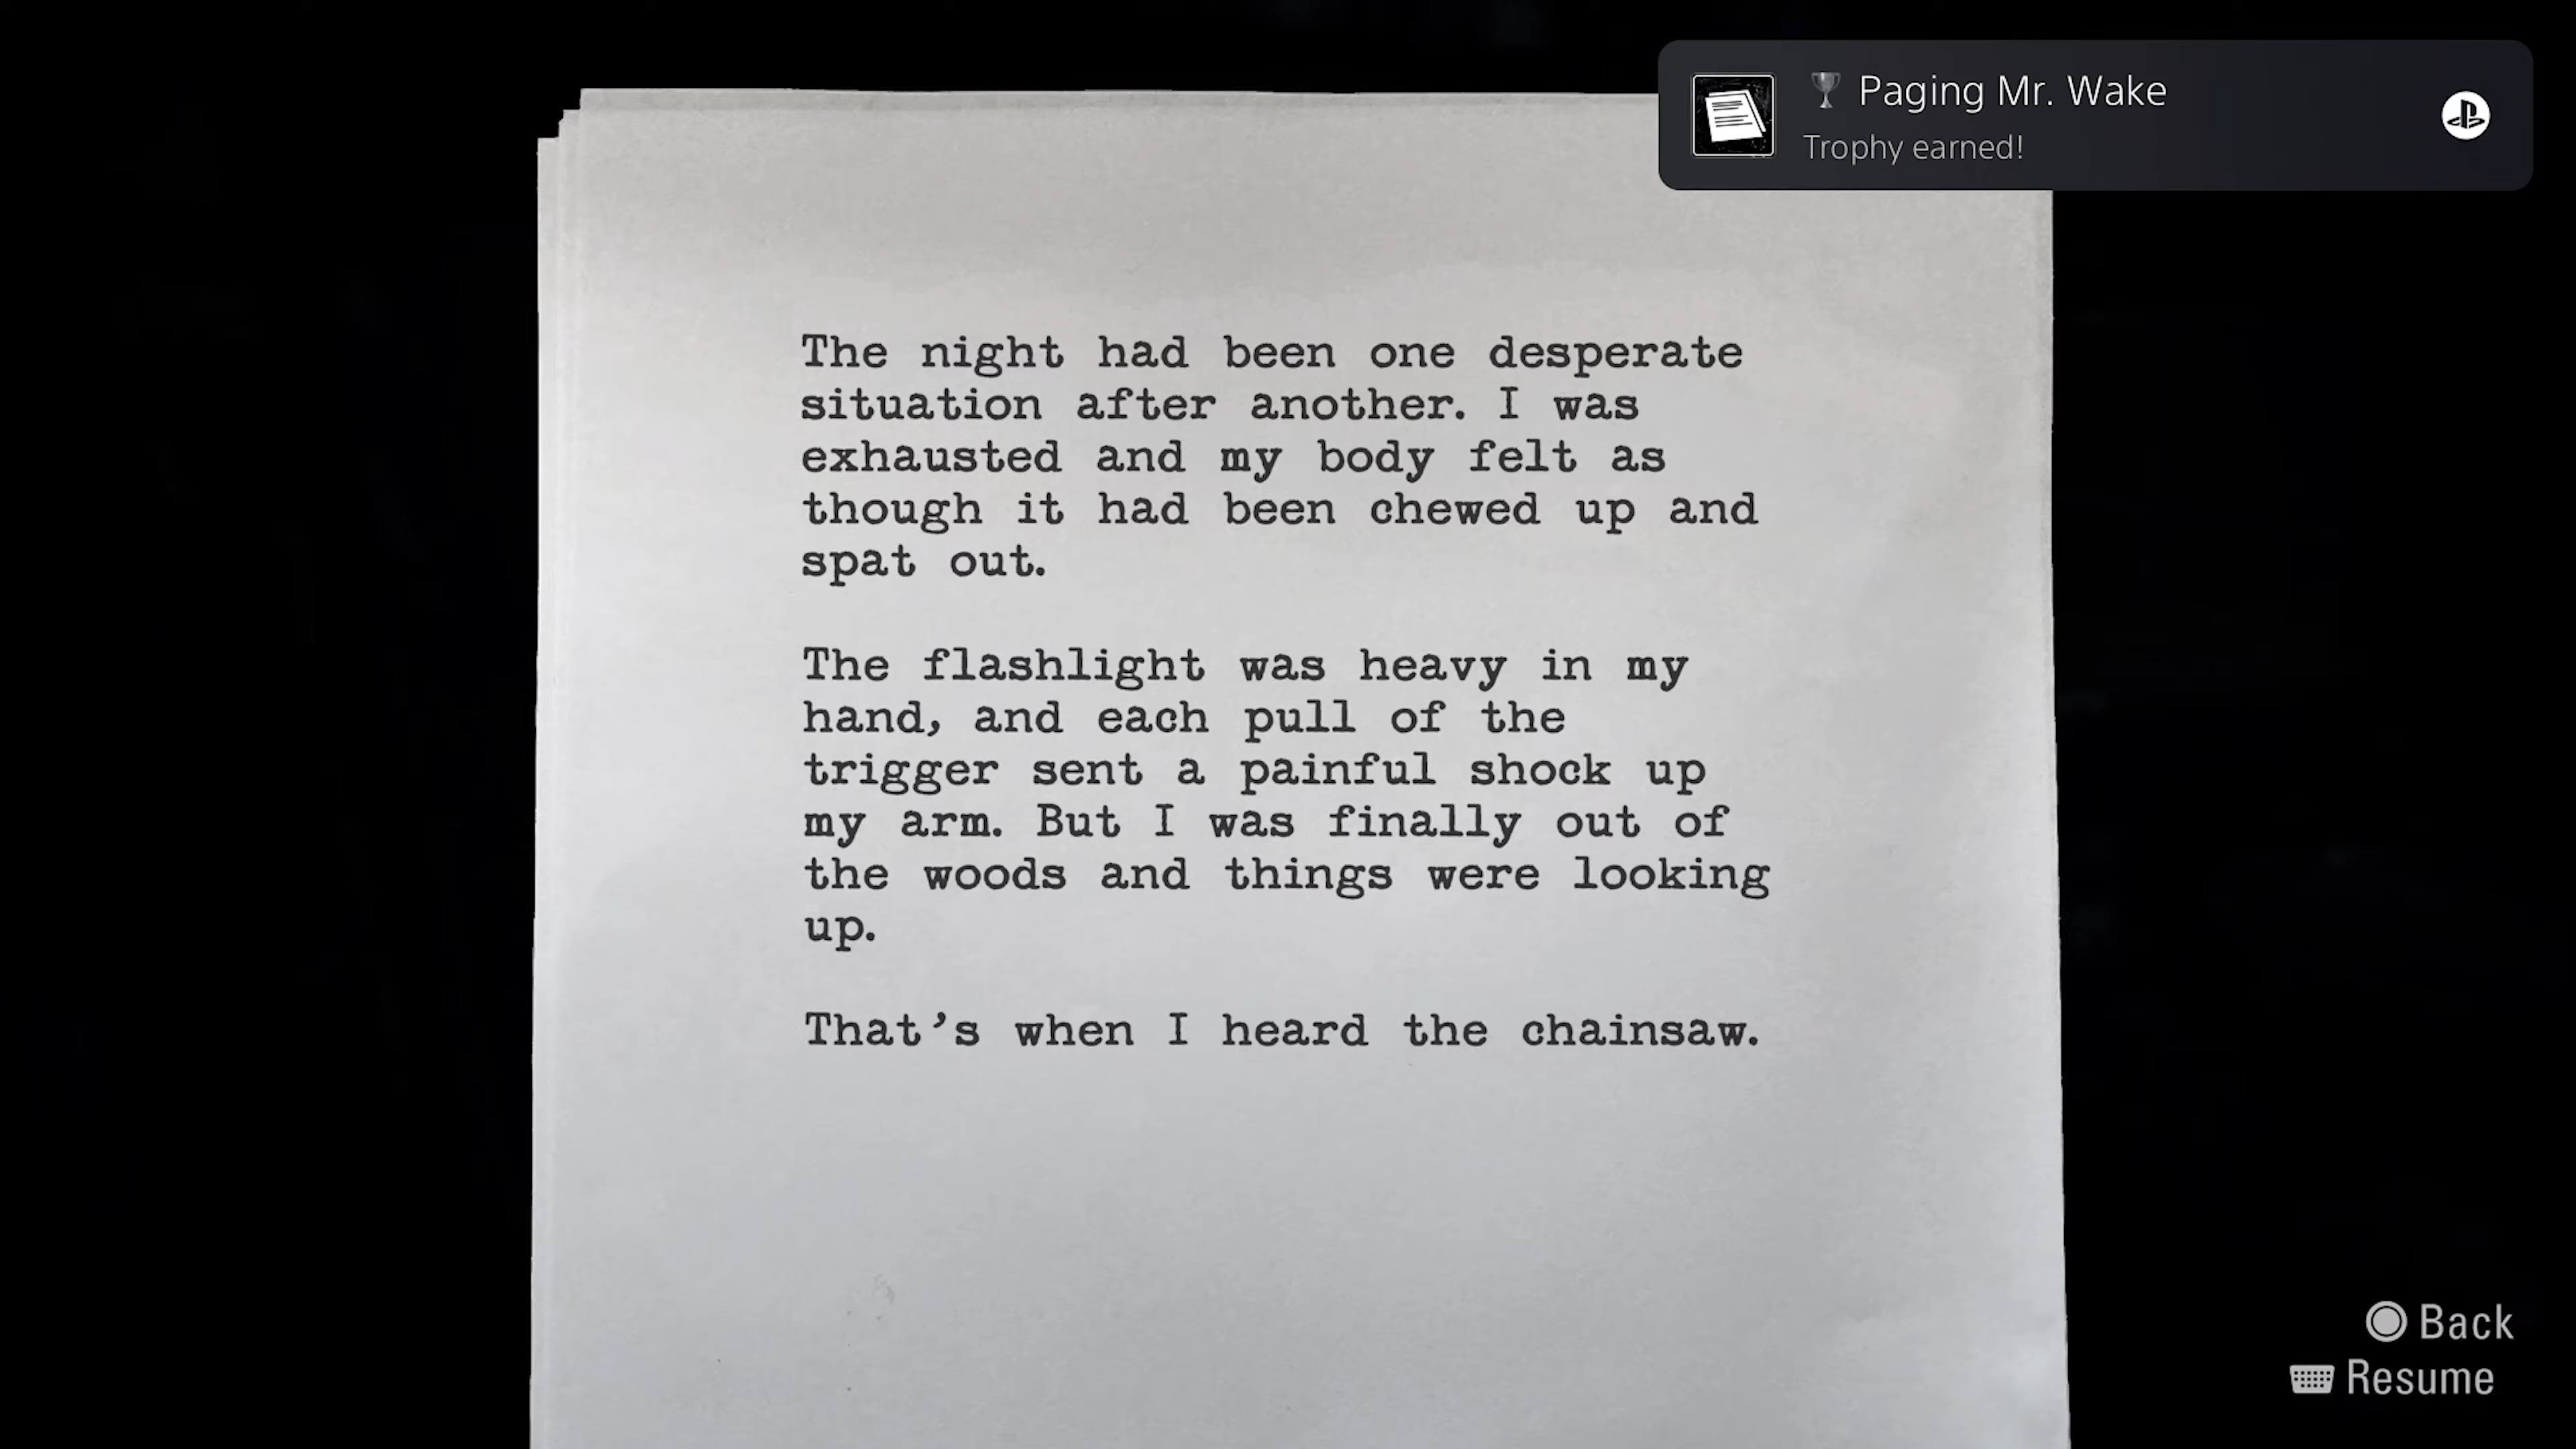 Paging Mr. Wake
Trophy earned!
The night had been one desperate
situation after another. I was
exhausted and my body felt as
though it had been chewed up and
spat out.
The flashlight was heavy in my
hand, and each pull of the
trigger sent a painful shock up
my arm. But I was finally out of
the woods and things were looking
up.
That's when I heard the chainsaw.
Back
Resume